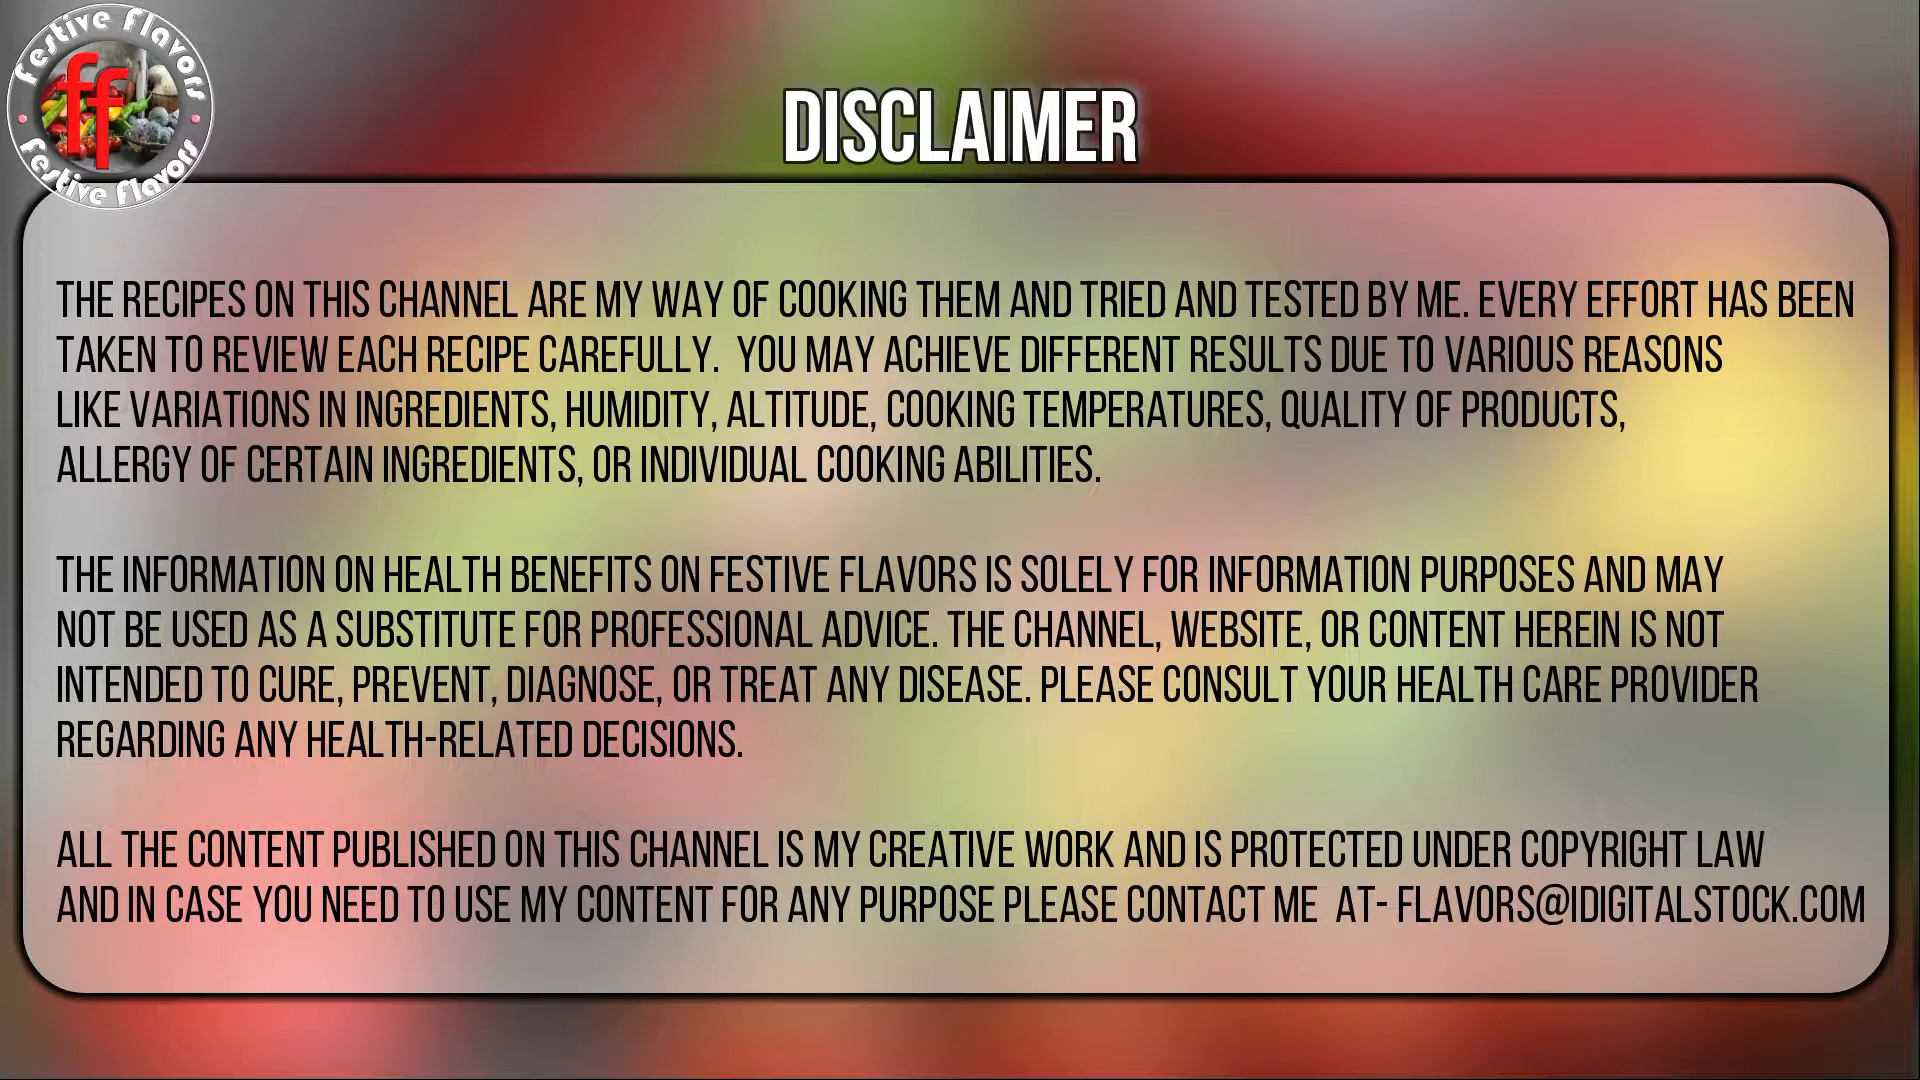 Festive Flavors
ff
Festive Flavors
DISCLAIMER
THE RECIPES ON THIS CHANNEL ARE MY WAY OF COOKING THEM AND TRIED AND TESTED BY ME. EVERY EFFORT HAS BEEN
TAKEN TO REVIEW EACH RECIPE CAREFULLY.  YOU MAY ACHIEVE DIFFERENT RESULTS DUE TO VARIOUS REASONS
LIKE VARIATIONS IN INGREDIENTS, HUMIDITY, ALTITUDE, COOKING TEMPERATURES, QUALITY OF PRODUCTS,
ALLERGY OF CERTAIN INGREDIENTS, OR INDIVIDUAL COOKING ABILITIES.
THE INFORMATION ON HEALTH BENEFITS ON FESTIVE FLAVORS IS SOLELY FOR INFORMATION PURPOSES AND MAY
NOT BE USED AS A SUBSTITUTE FOR PROFESSIONAL ADVICE. THE CHANNEL, WEBSITE, OR CONTENT HEREIN IS NOT
INTENDED TO CURE, PREVENT, DIAGNOSE, OR TREAT ANY DISEASE. PLEASE CONSULT YOUR HEALTH CARE PROVIDER
REGARDING ANY HEALTH-RELATED DECISIONS.
ALL THE CONTENT PUBLISHED ON THIS CHANNEL IS MY CREATIVE WORK AND IS PROTECTED UNDER COPYRIGHT LAW
AND IN CASE YOU NEED TO USE MY CONTENT FOR ANY PURPOSE PLEASE CONTACT ME  AT- FLAVORS@IDIGITALSTOCK.COM